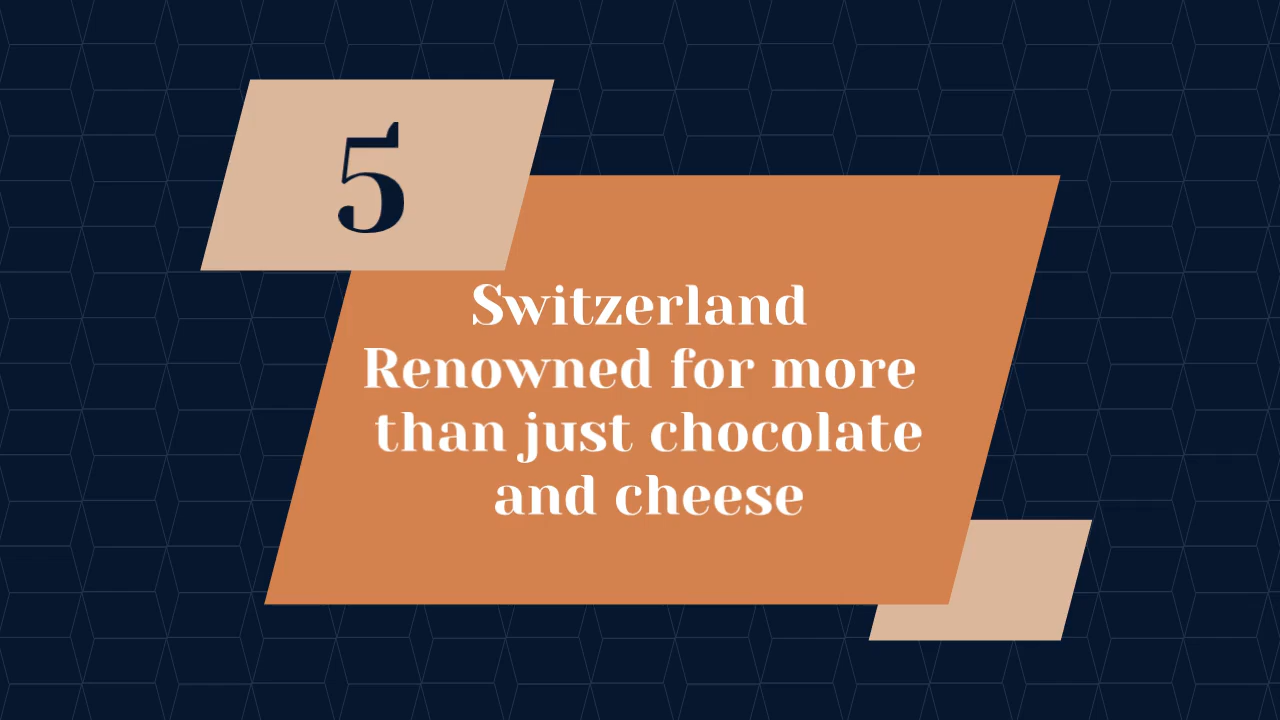 5
Switzerland
Renowned for more
than just chocolate
and cheese